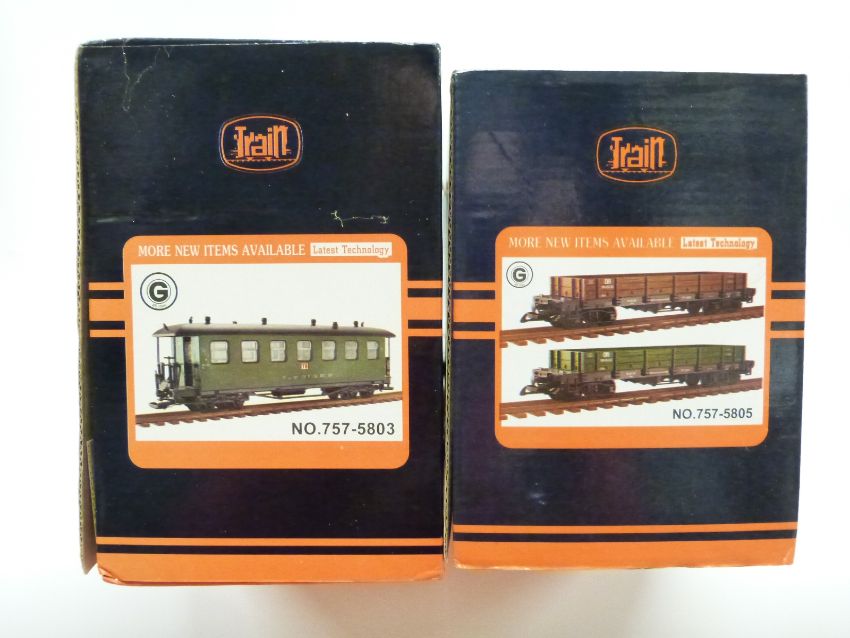 Train
MORE NEW ITEMS AVAILABLE Latest Technology
G
NO.757-5803
Train
MORE NEW ITEMS AVAILABLE Latest Technology
G
NO.757-5805